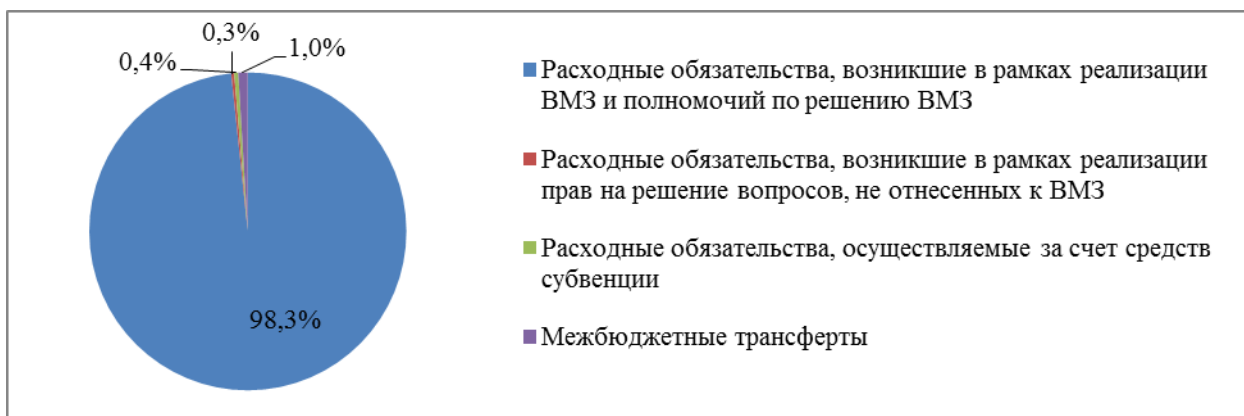 0,3%
0,4%
1,0%
98,3%
Расходные обязательства, возникшие в рамках реализации
ВМЗ и полномочий по решению ВМЗ
Расходные обязательства, возникшие в рамках реализации
прав на решение вопросов, не отнесенных к ВМЗ
Расходные обязательства, осуществляемые за счет средств
субвенции
Межбюджетные трансферты